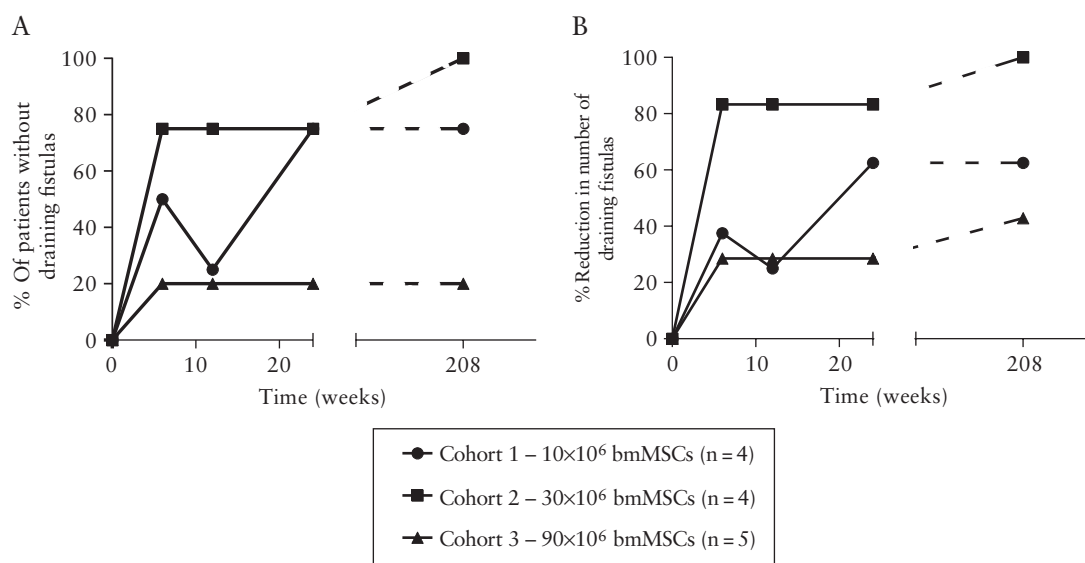 A
% Of patients without
draining fistulas
100
80
60
40
20
0
0 10 20 208
Time (weeks)
B
%Reduction in number of
draining fistulas
100
80
60
40
20
0
0 10 20 208
Time (weeks)
Cohort 1 – 10×10⁶ bmMSCs (n = 4)
Cohort 2 – 30×10⁶ bmMSCs (n = 4)
Cohort 3 – 90×10⁶ bmMSCs (n = 5)